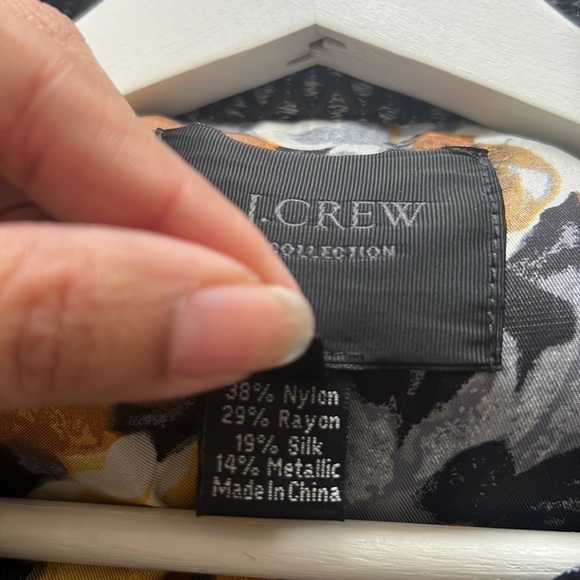 J.CREW
COLLECTION
38% Nylon
29% Rayon
19% Silk
14% Metallic
Made In China